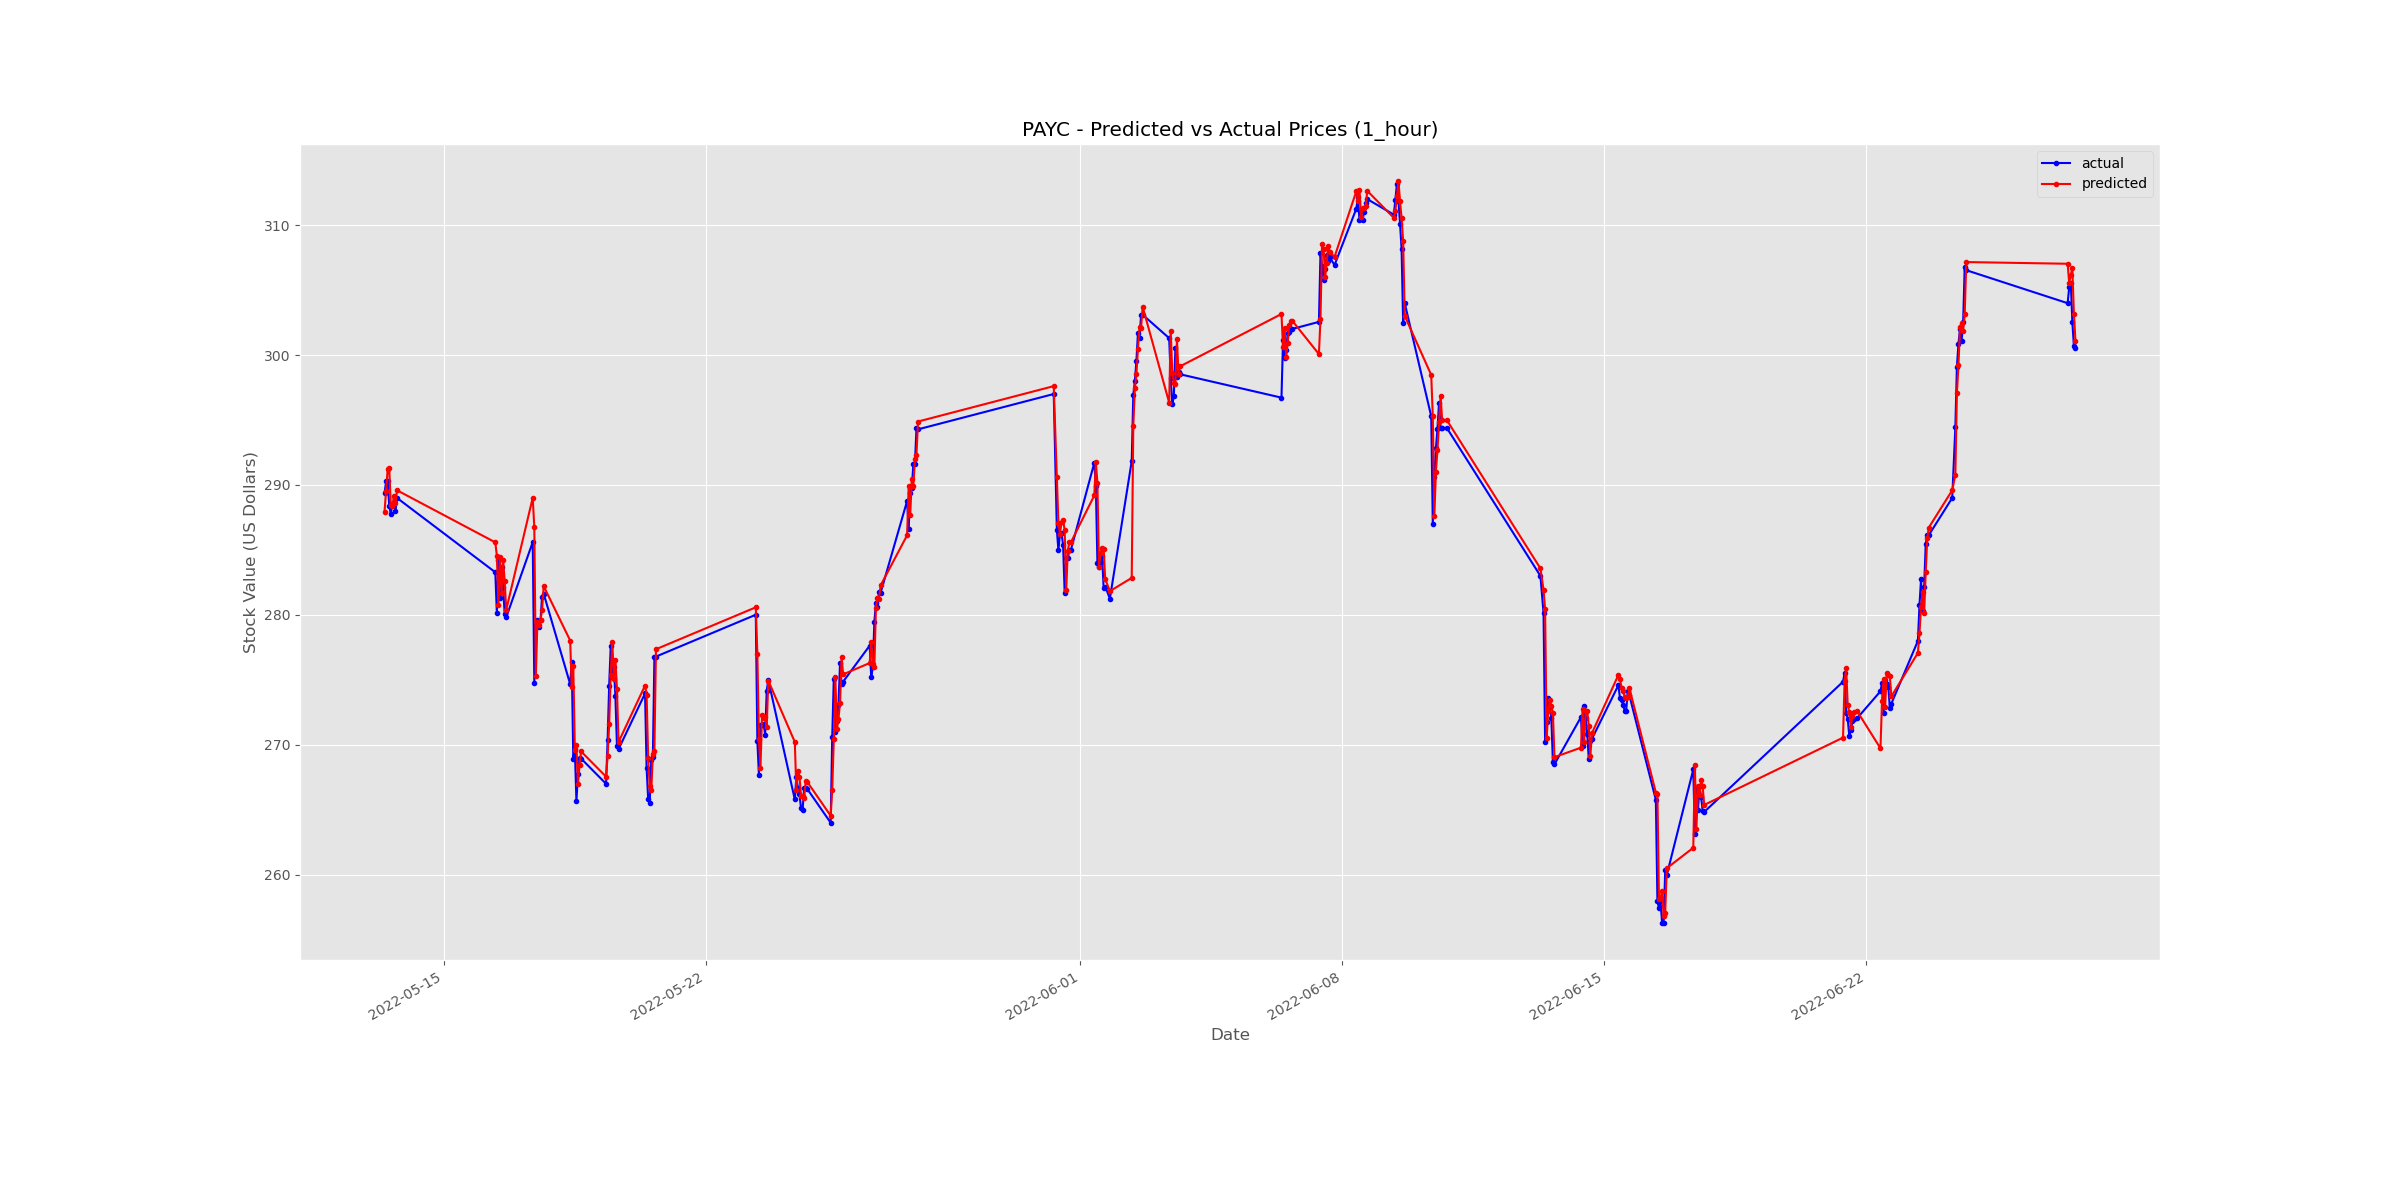 PAYC - Predicted vs Actual Prices (1_hour)
actual
predicted
310
300
290
280
270
260
Stock Value (US Dollars)
2022-05-15
2022-05-22
2022-06-01
2022-06-08
2022-06-15
2022-06-22
Date